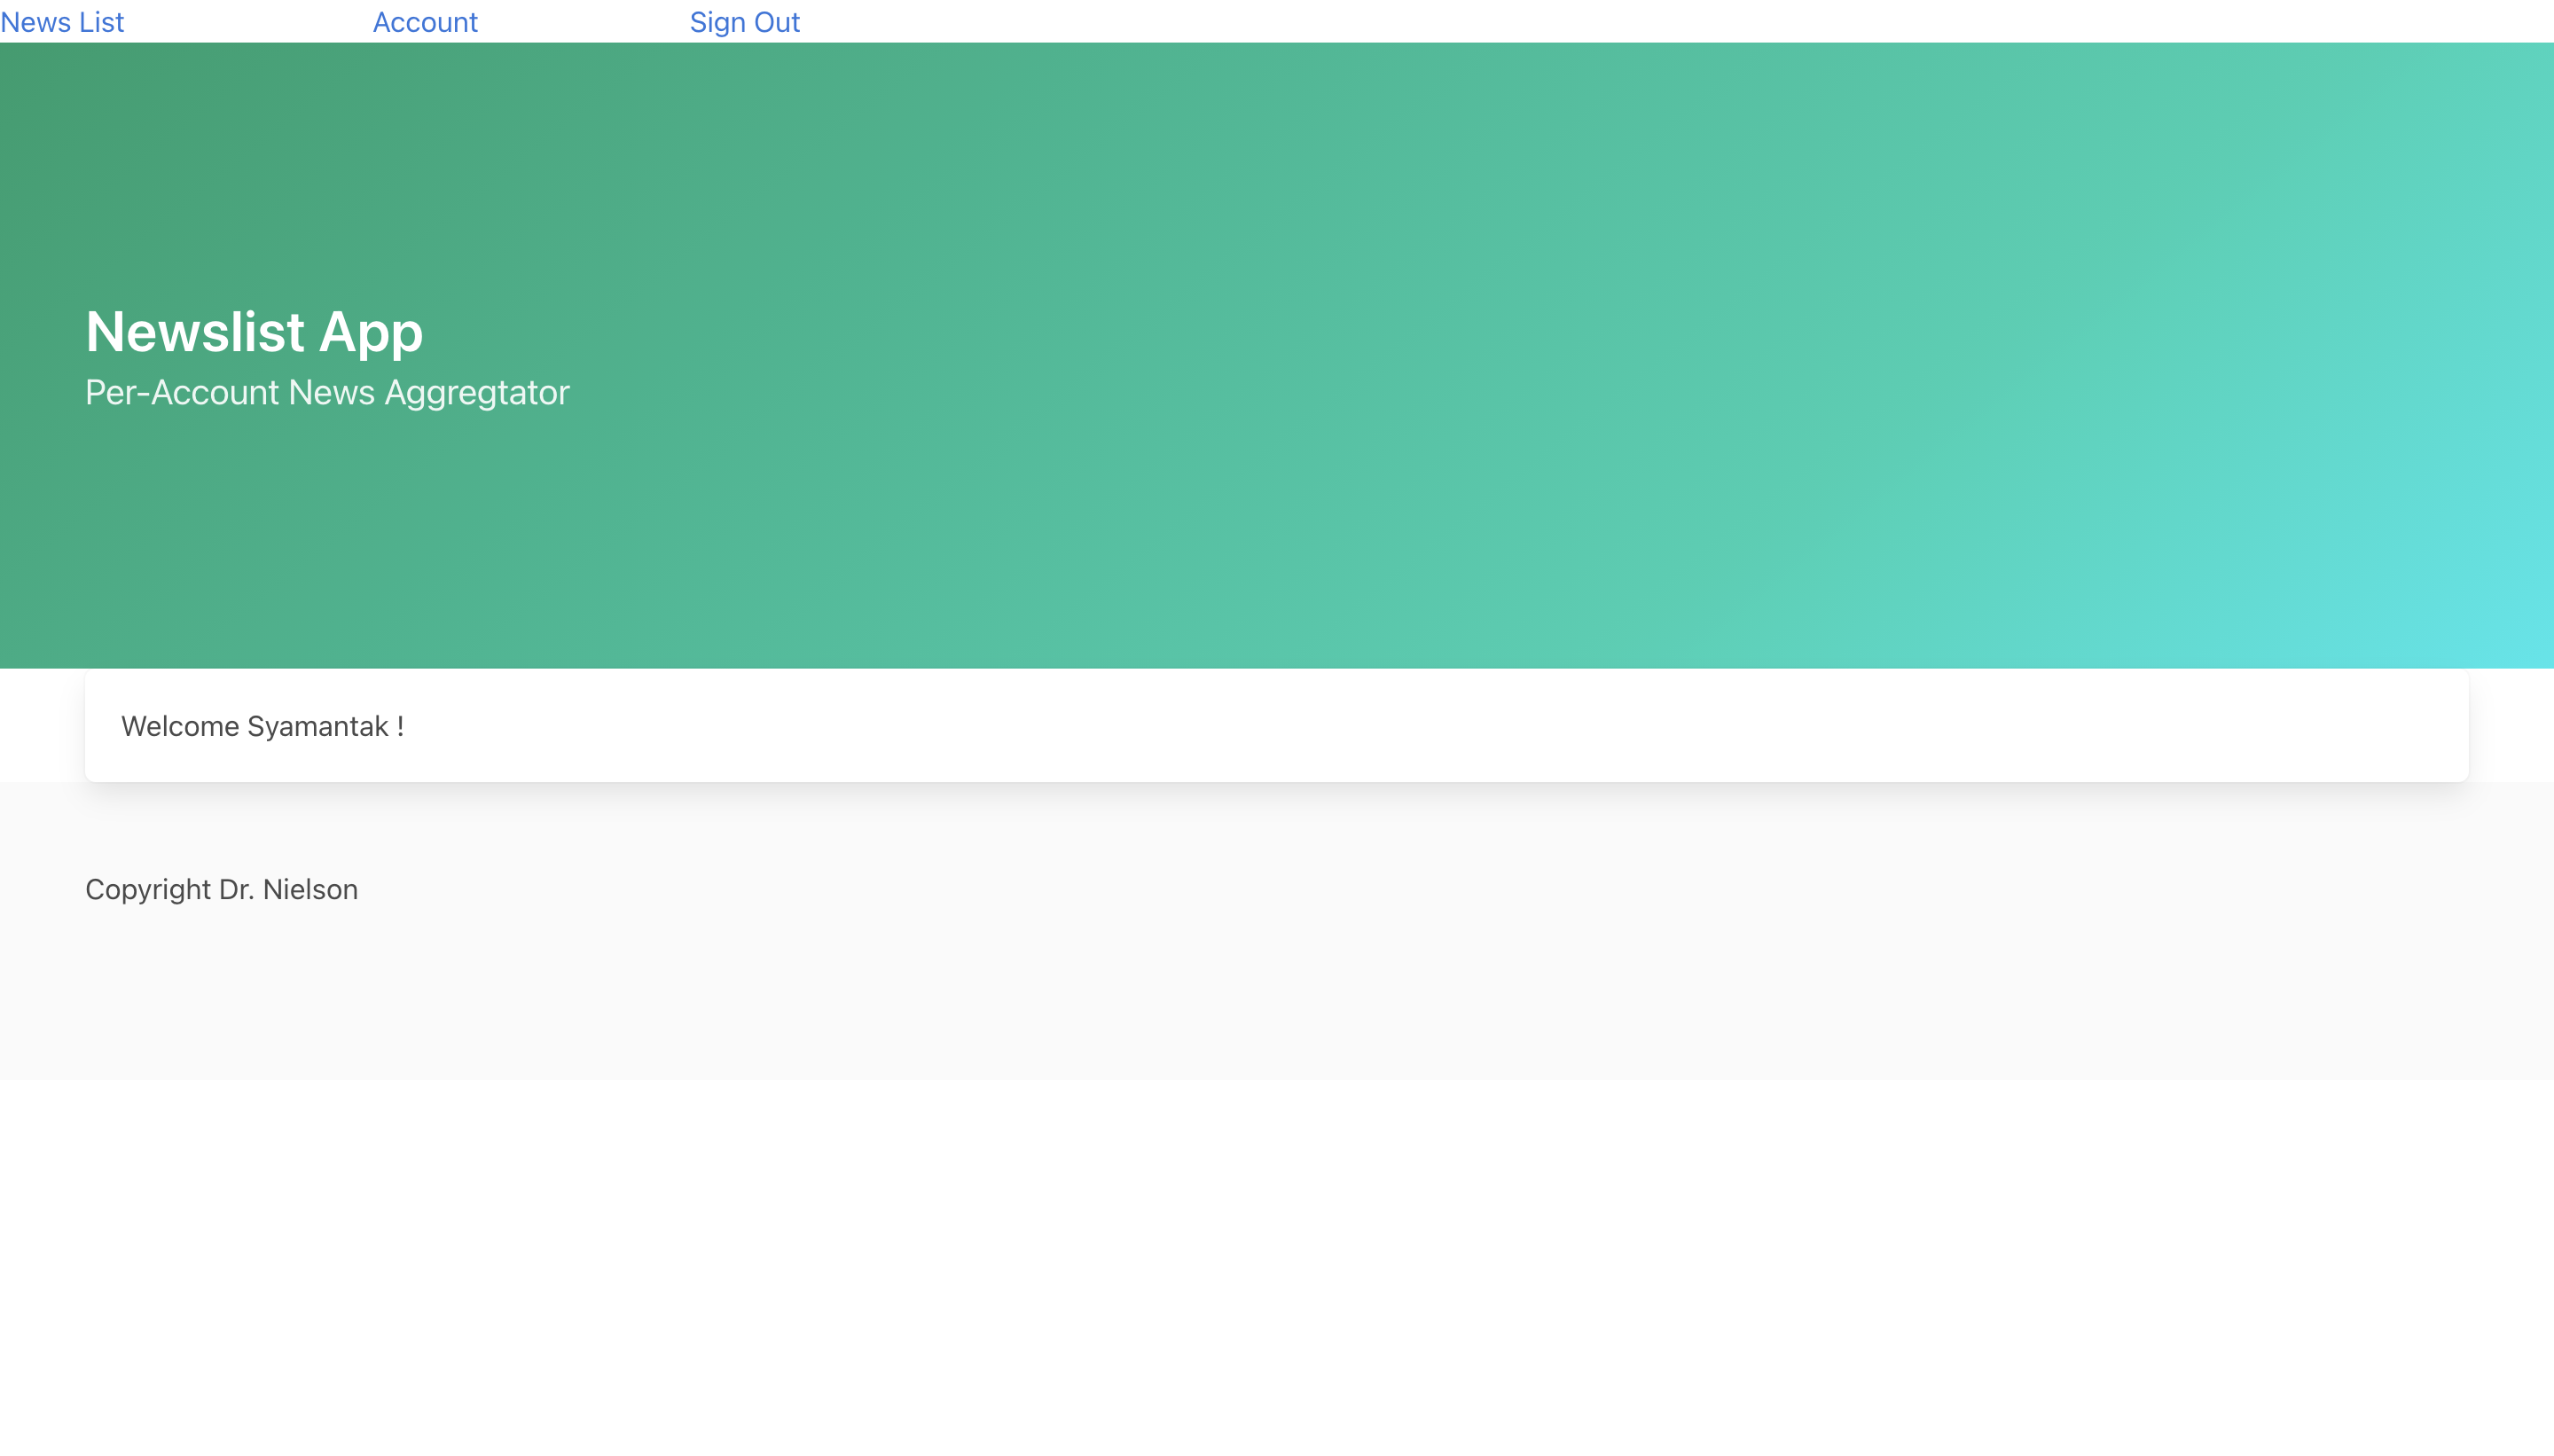 News List Account Sign Out
Newslist App
Per-Account News Aggregtator
Welcome Syamantak !
Copyright Dr. Nielson